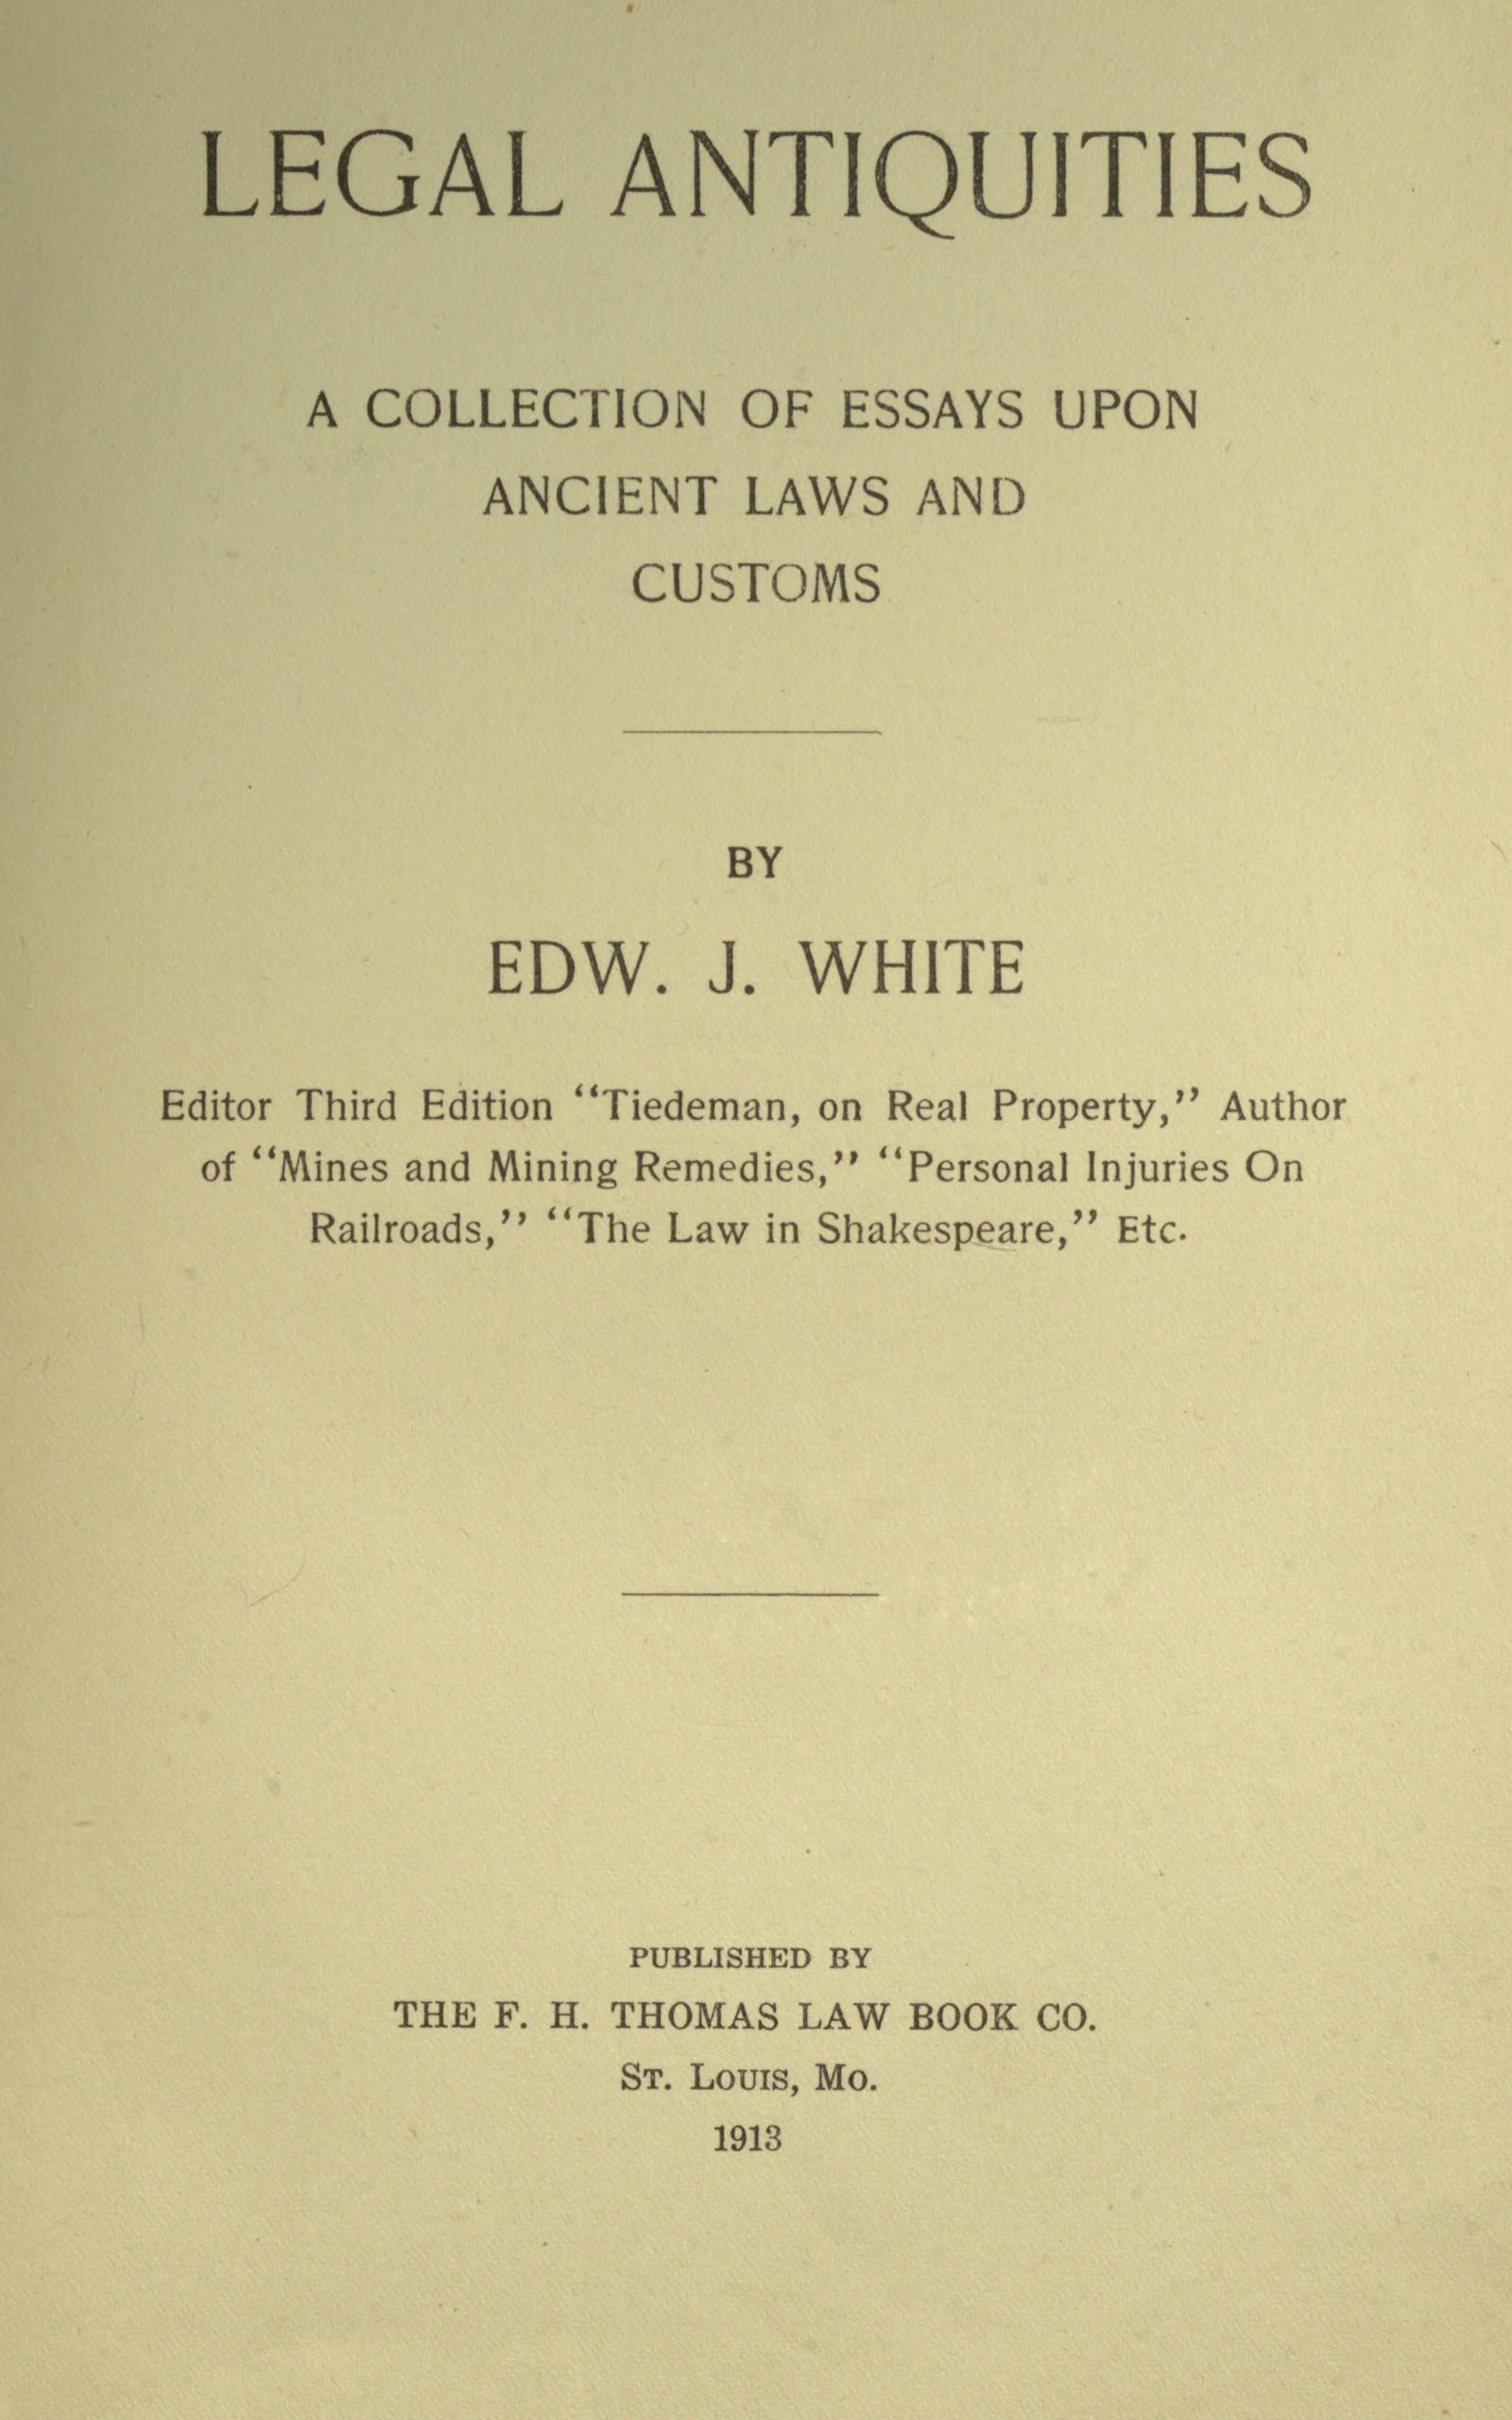 LEGAL ANTIQUITIES
A COLLECTION OF ESSAYS UPON
ANCIENT LAWS AND
CUSTOMS
BY
EDW. J. WHITE
Editor Third Edition “Tiedeman, on Real Property,” Author
of “Mines and Mining Remedies,” “Personal Injuries On
Railroads,” “The Law in Shakespeare,” Etc.
PUBLISHED BY
THE F. H. THOMAS LAW BOOK CO.
St. Louis, Mo.
1913